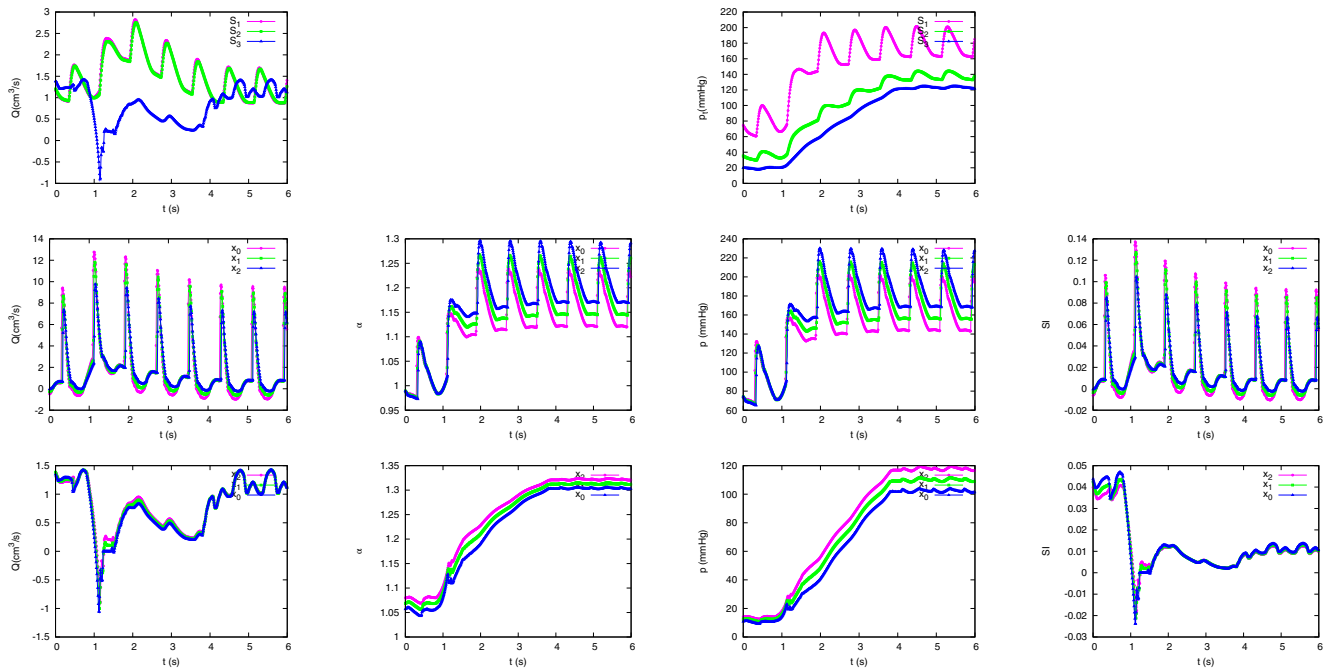 3
2.5
2
1.5
1
0.5
0
-0.5
-1
Q(cm³/s)
S₁
S₂
S₃
0 1 2 3 4 5 6
t (s)
220
200
180
160
140
120
100
80
60
40
20
0
pₜ(mmHg)
S₁
S₂
S₃
0 1 2 3 4 5 6
t (s)
14
12
10
8
6
4
2
0
-2
Q(cm³/s)
x₀
x₁
x₂
0 1 2 3 4 5 6
t (s)
1.3
1.25
1.2
1.15
1.1
1.05
1
0.95
α
x₀
x₁
x₂
0 1 2 3 4 5 6
t (s)
240
220
200
180
160
140
120
100
80
60
p (mmHg)
x₀
x₁
x₂
0 1 2 3 4 5 6
t (s)
0.14
0.12
0.1
0.08
0.06
0.04
0.02
0
-0.02
SI
x₀
x₁
x₂
0 1 2 3 4 5 6
t (s)
1.5
1
0.5
0
-0.5
-1
-1.5
Q(cm³/s)
x₂
x₁
x₀
0 1 2 3 4 5 6
t (s)
1.35
1.3
1.25
1.2
1.15
1.1
1.05
1
α
x₂
x₁
x₀
0 1 2 3 4 5 6
t (s)
120
100
80
60
40
20
0
p (mmHg)
x₂
x₁
x₀
0 1 2 3 4 5 6
t (s)
0.05
0.04
0.03
0.02
0.01
0
-0.01
-0.02
-0.03
SI
x₂
x₁
x₀
0 1 2 3 4 5 6
t (s)